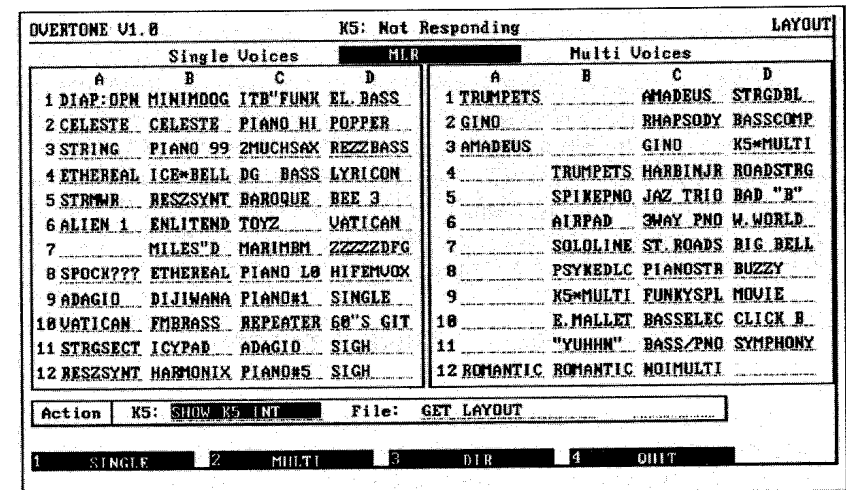 OVERTONE V1.0 K5: Not Responding LAYOUT
Single Voices MLR Multi Voices
A B C D A B C D
1 DIAP:OPN MINIMOOG ITB"FUNK EL.BASS 1 TRUMPETS AMADEUS STRGDBL
2 CELESTE CELESTE PIANO HI POPPER 2 GINO RHAPSODY BASSCOMP
3 STRING PIANO 99 2MUCHSAX REZZBASS 3 AMADEUS GINO K5*MULTI
4 ETHEREAL ICE*BELL DG BASS LYRICON 4 TRUMPETS HARBINJR ROADSTRG
5 STRMWR RESZSYNT BAROQUE BEE 3 5 SPIKEPNO JAZ TRIO BAD "B"
6 ALIEN 1 ENLITEND TOYZ VATICAN 6 AIRPAD 3WAY PNO W.WORLD
7 MILES"D MARIMBM ZZZZZDFG 7 SOLOLINE ST.ROADS BIG BELL
8 SPOCK??? ETHEREAL PIANO L0 HIFEMVOX 8 PSYKEDLC PIANOSTR BUZZY
9 ADAGIO DIJIWANA PIANO#1 SINGLE 9 K5*MULTI FUNKYSPL MOVIE
10 VATICAN FMBRASS REPEATER 60"S GIT 10 E.MALLET BASSELEC CLICK B
11 STRGSECT ICYPAD ADAGIO SIGH 11 "YUHHN" BASS/PNO SYMPHONY
12 RESZSYNT HARMONIX PIANO#5 SIGH 12 ROMANTIC ROMANTIC NOIMULTI
Action K5: SHOW K5 INT File: GET LAYOUT
1 SINGLE 2 MULTI 3 DIR 4 QUIT